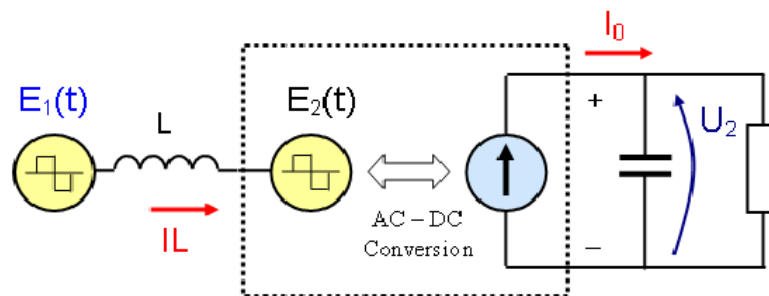 I₀
E₁(t)
E₂(t)
L
+
U₂
IL
AC – DC
Conversion
–